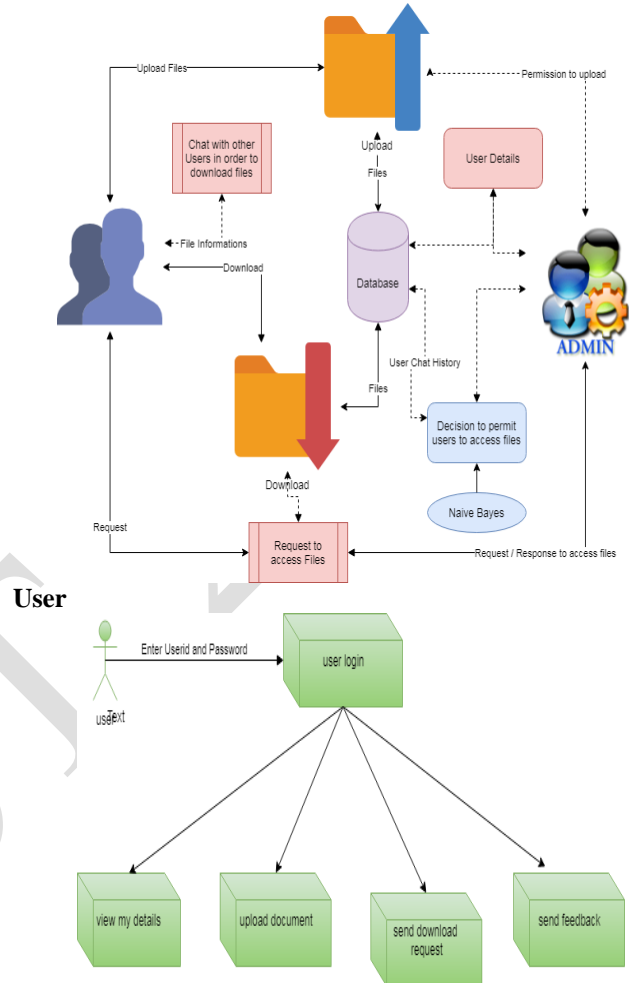 Upload Files
Permission to upload
Chat with other
Users in order to
download files
Upload
Files
User Details
File Informations
Download
Database
ADMIN
User Chat History
Files
Decision to permit
users to access files
Download
Naive Bayes
Request
Request to
access Files
Request / Response to access files
User
Enter Userid and Password
user login
user
Text
view my details
upload document
send download
request
send feedback